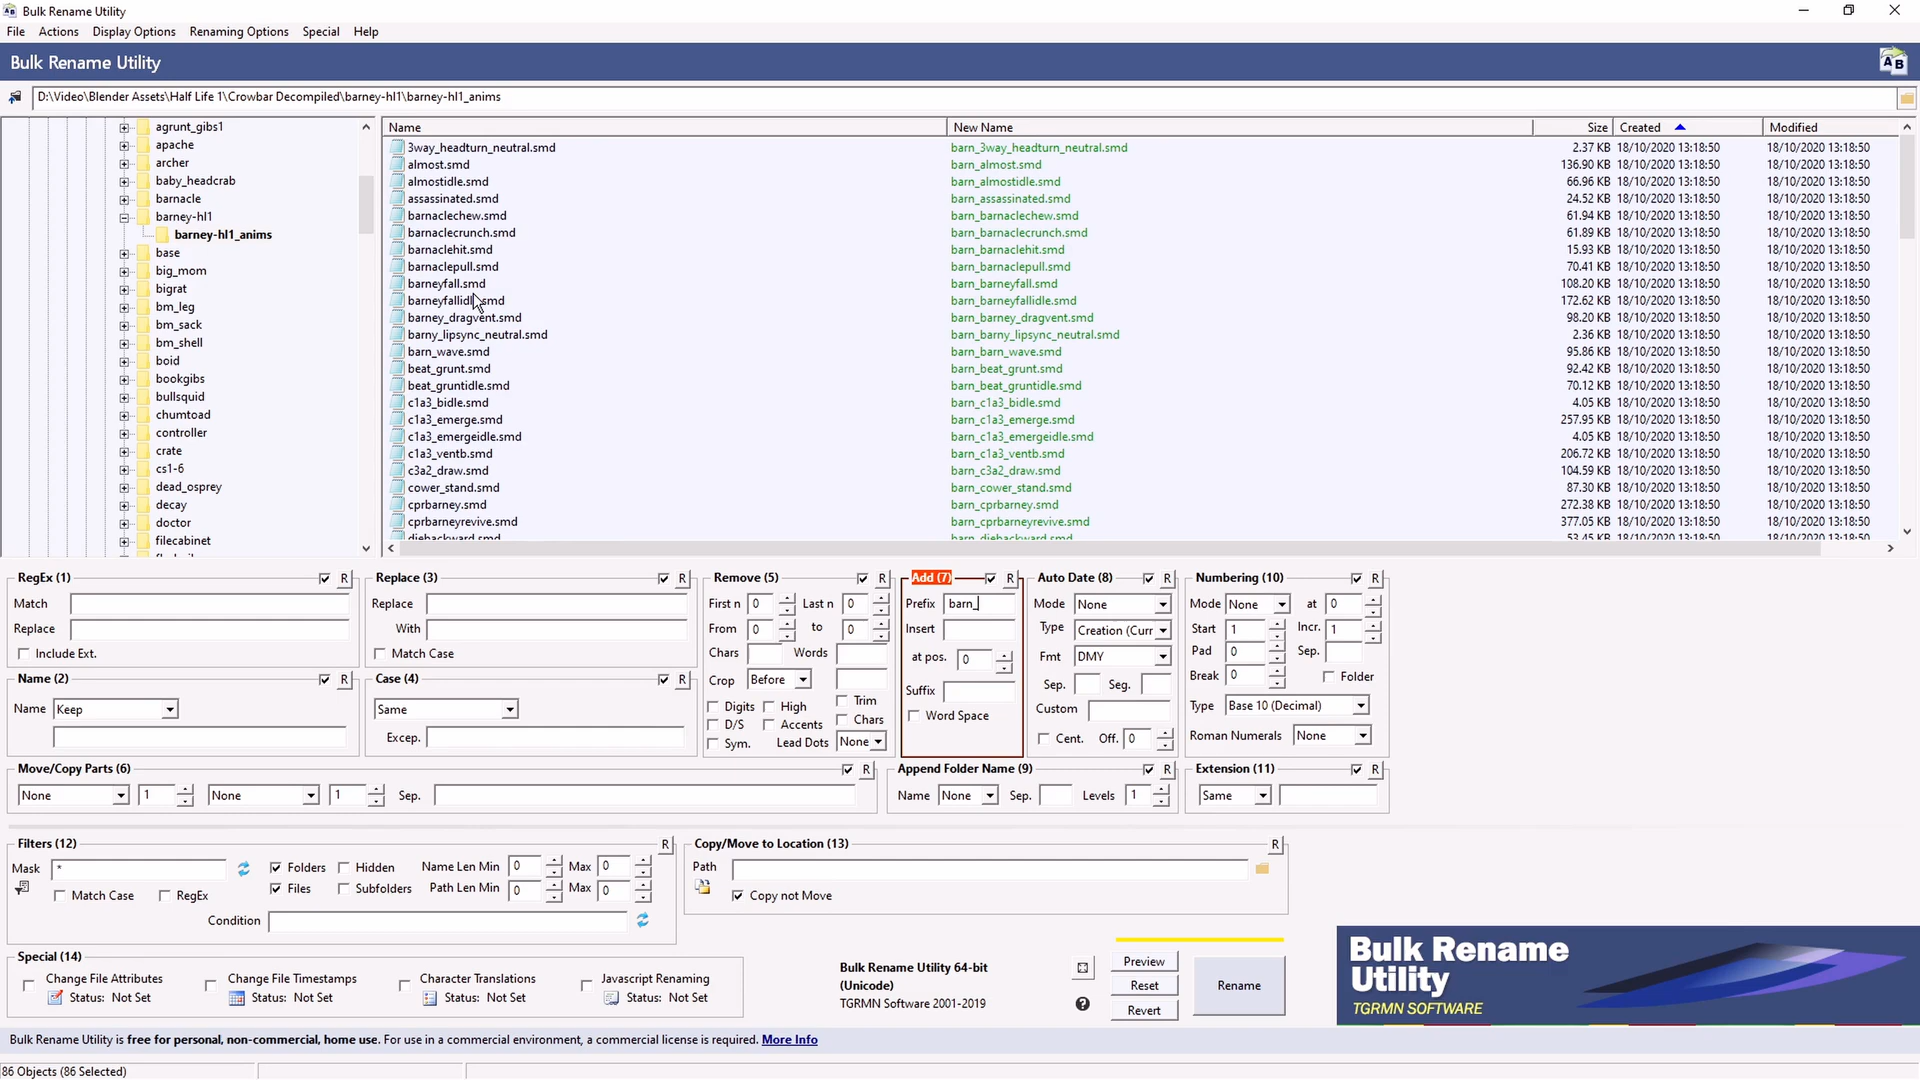 Bulk Rename Utility
File Actions Display Options Renaming Options Special Help
Bulk Rename Utility
D:\Video\Blender Assets\Half Life 1\Crowbar Decompiled\barney-hl1\barney-hl1_anims
agrunt_gibs1
apache
archer
baby_headcrab
barnacle
barney-hl1
barney-hl1_anims
base
big_mom
bigrat
bm_leg
bm_sack
bm_shell
boid
bookgibs
bullsquid
chumtoad
controller
crate
cs1-6
dead_osprey
decay
doctor
filecabinet
Name New Name Size Created Modified
3way_headturn_neutral.smd barn_3way_headturn_neutral.smd 2.37 KB 18/10/2020 13:18:50 18/10/2020 13:18:50
almost.smd barn_almost.smd 136.90 KB 18/10/2020 13:18:50 18/10/2020 13:18:50
almostidle.smd barn_almostidle.smd 66.96 KB 18/10/2020 13:18:50 18/10/2020 13:18:50
assassinated.smd barn_assassinated.smd 24.52 KB 18/10/2020 13:18:50 18/10/2020 13:18:50
barnaclechew.smd barn_barnaclechew.smd 61.94 KB 18/10/2020 13:18:50 18/10/2020 13:18:50
barnaclecrunch.smd barn_barnaclecrunch.smd 61.89 KB 18/10/2020 13:18:50 18/10/2020 13:18:50
barnaclehit.smd barn_barnaclehit.smd 15.93 KB 18/10/2020 13:18:50 18/10/2020 13:18:50
barnaclepull.smd barn_barnaclepull.smd 70.41 KB 18/10/2020 13:18:50 18/10/2020 13:18:50
barneyfall.smd barn_barneyfall.smd 108.20 KB 18/10/2020 13:18:50 18/10/2020 13:18:50
barneyfallidle.smd barn_barneyfallidle.smd 172.62 KB 18/10/2020 13:18:50 18/10/2020 13:18:50
barney_dragvent.smd barn_barney_dragvent.smd 98.20 KB 18/10/2020 13:18:50 18/10/2020 13:18:50
barny_lipsync_neutral.smd barn_barny_lipsync_neutral.smd 2.36 KB 18/10/2020 13:18:50 18/10/2020 13:18:50
barn_wave.smd barn_barn_wave.smd 95.86 KB 18/10/2020 13:18:50 18/10/2020 13:18:50
beat_grunt.smd barn_beat_grunt.smd 92.42 KB 18/10/2020 13:18:50 18/10/2020 13:18:50
beat_gruntidle.smd barn_beat_gruntidle.smd 70.12 KB 18/10/2020 13:18:50 18/10/2020 13:18:50
c1a3_bidle.smd barn_c1a3_bidle.smd 4.05 KB 18/10/2020 13:18:50 18/10/2020 13:18:50
c1a3_emerge.smd barn_c1a3_emerge.smd 257.95 KB 18/10/2020 13:18:50 18/10/2020 13:18:50
c1a3_emergeidle.smd barn_c1a3_emergeidle.smd 4.05 KB 18/10/2020 13:18:50 18/10/2020 13:18:50
c1a3_ventb.smd barn_c1a3_ventb.smd 206.72 KB 18/10/2020 13:18:50 18/10/2020 13:18:50
c3a2_draw.smd barn_c3a2_draw.smd 104.59 KB 18/10/2020 13:18:50 18/10/2020 13:18:50
cower_stand.smd barn_cower_stand.smd 87.30 KB 18/10/2020 13:18:50 18/10/2020 13:18:50
cprbarney.smd barn_cprbarney.smd 272.38 KB 18/10/2020 13:18:50 18/10/2020 13:18:50
cprbarneyrevive.smd barn_cprbarneyrevive.smd 377.05 KB 18/10/2020 13:18:50 18/10/2020 13:18:50
diebackward.smd barn_diebackward.smd 53.45 KB 18/10/2020 13:18:50 18/10/2020 13:18:50
RegEx (1) R
Match
Replace
Include Ext.
Replace (3) R
Replace
With
Match Case
Remove (5) R
First n 0 Last n 0
From 0 to 0
Chars Words
Crop Before
Digits High Trim
D/S Accents Chars
Sym. Lead Dots None
Add (7) R
Prefix barn_
Insert
at pos. 0
Suffix
Word Space
Auto Date (8) R
Mode None
Type Creation (Curr
Fmt DMY
Sep. Seg.
Custom
Cent. Off. 0
Numbering (10) R
Mode None at 0
Start 1 Incr. 1
Pad 0 Sep.
Break 0 Folder
Type Base 10 (Decimal)
Roman Numerals None
Name (2) R
Name Keep
Case (4) R
Same
Excep.
Move/Copy Parts (6) R
None 1 None 1 Sep.
Append Folder Name (9) R
Name None Sep. Levels 1
Extension (11) R
Same
Filters (12) R
Mask * Folders Hidden Name Len Min 0 Max 0
Files Subfolders Path Len Min 0 Max 0
Match Case RegEx
Condition
Copy/Move to Location (13) R
Path
Copy not Move
Special (14)
Change File Attributes Change File Timestamps Character Translations Javascript Renaming
Status: Not Set Status: Not Set Status: Not Set Status: Not Set
Bulk Rename Utility 64-bit
(Unicode)
TGRMN Software 2001-2019
Preview
Reset
Revert
Rename
Bulk Rename
Utility
TGRMN SOFTWARE
Bulk Rename Utility is free for personal, non-commercial, home use. For use in a commercial environment, a commercial license is required. More Info
86 Objects (86 Selected)